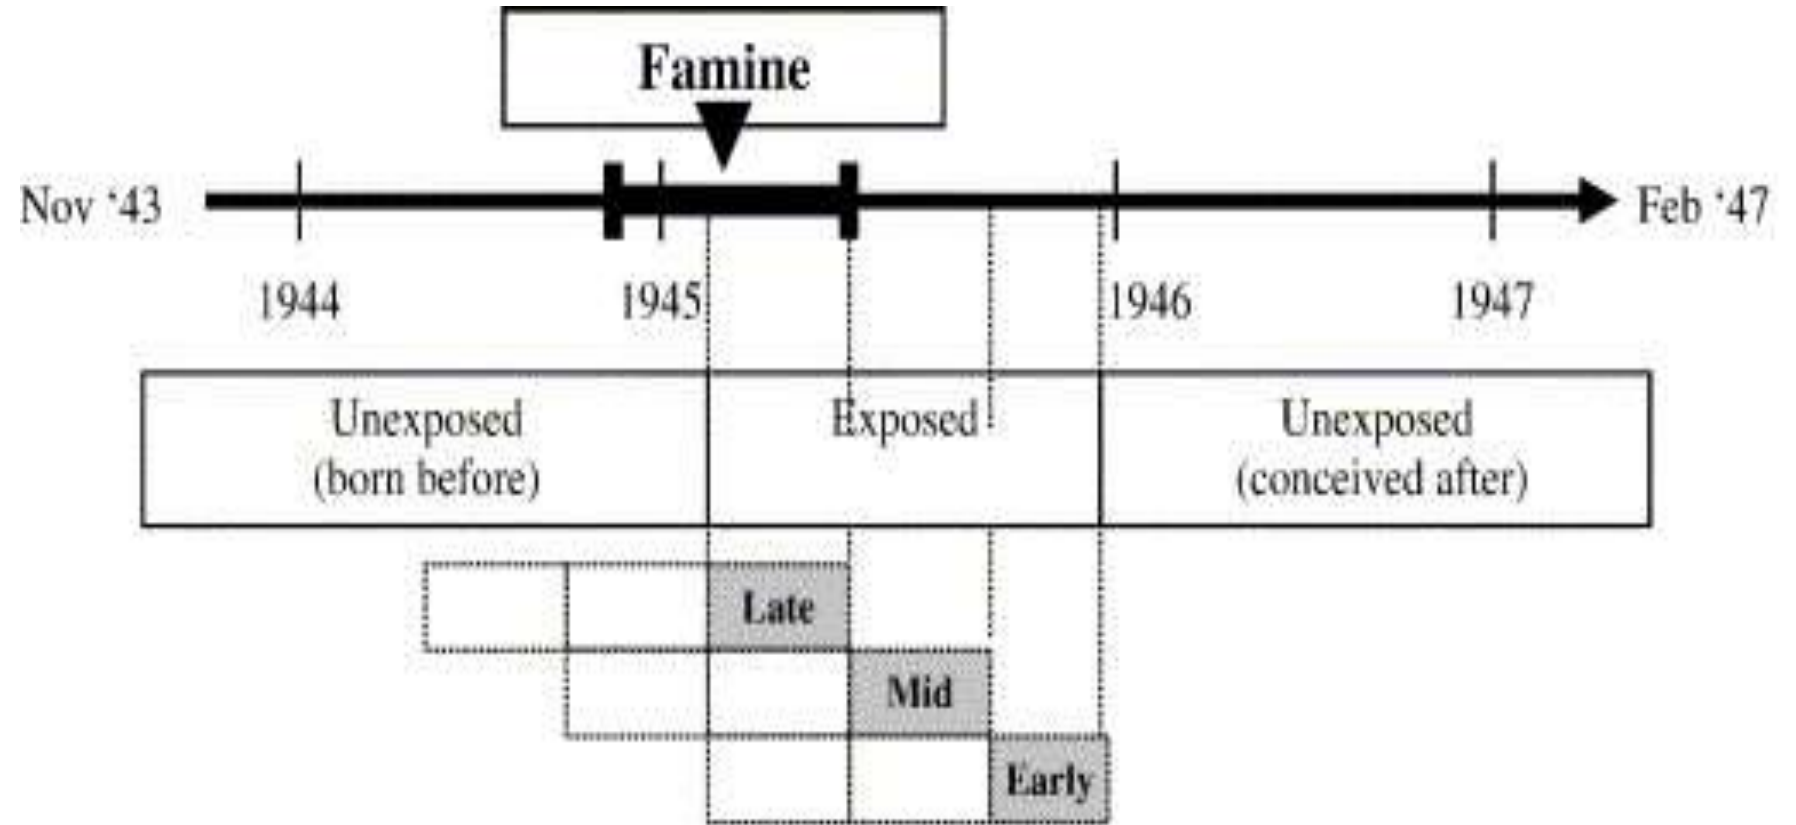 Famine
Nov ‘43
Feb ‘47
1944
1945
1946
1947
Unexposed
(born before)
Exposed
Unexposed
(conceived after)
Late
Mid
Early